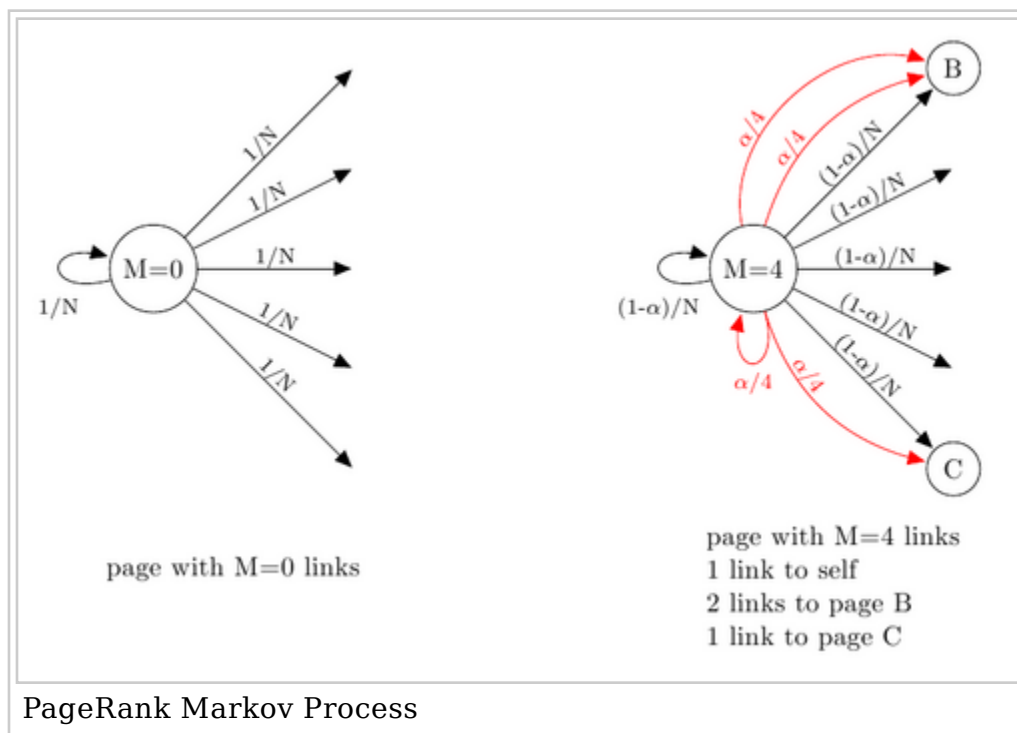 1/N
1/N
1/N
1/N
1/N
M=0
1/N
page with M=0 links
B
α/4
α/4
(1-α)/N
(1-α)/N
(1-α)/N
M=4
(1-α)/N
(1-α)/N
(1-α)/N
α/4
α/4
C
page with M=4 links
1 link to self
2 links to page B
1 link to page C
PageRank Markov Process